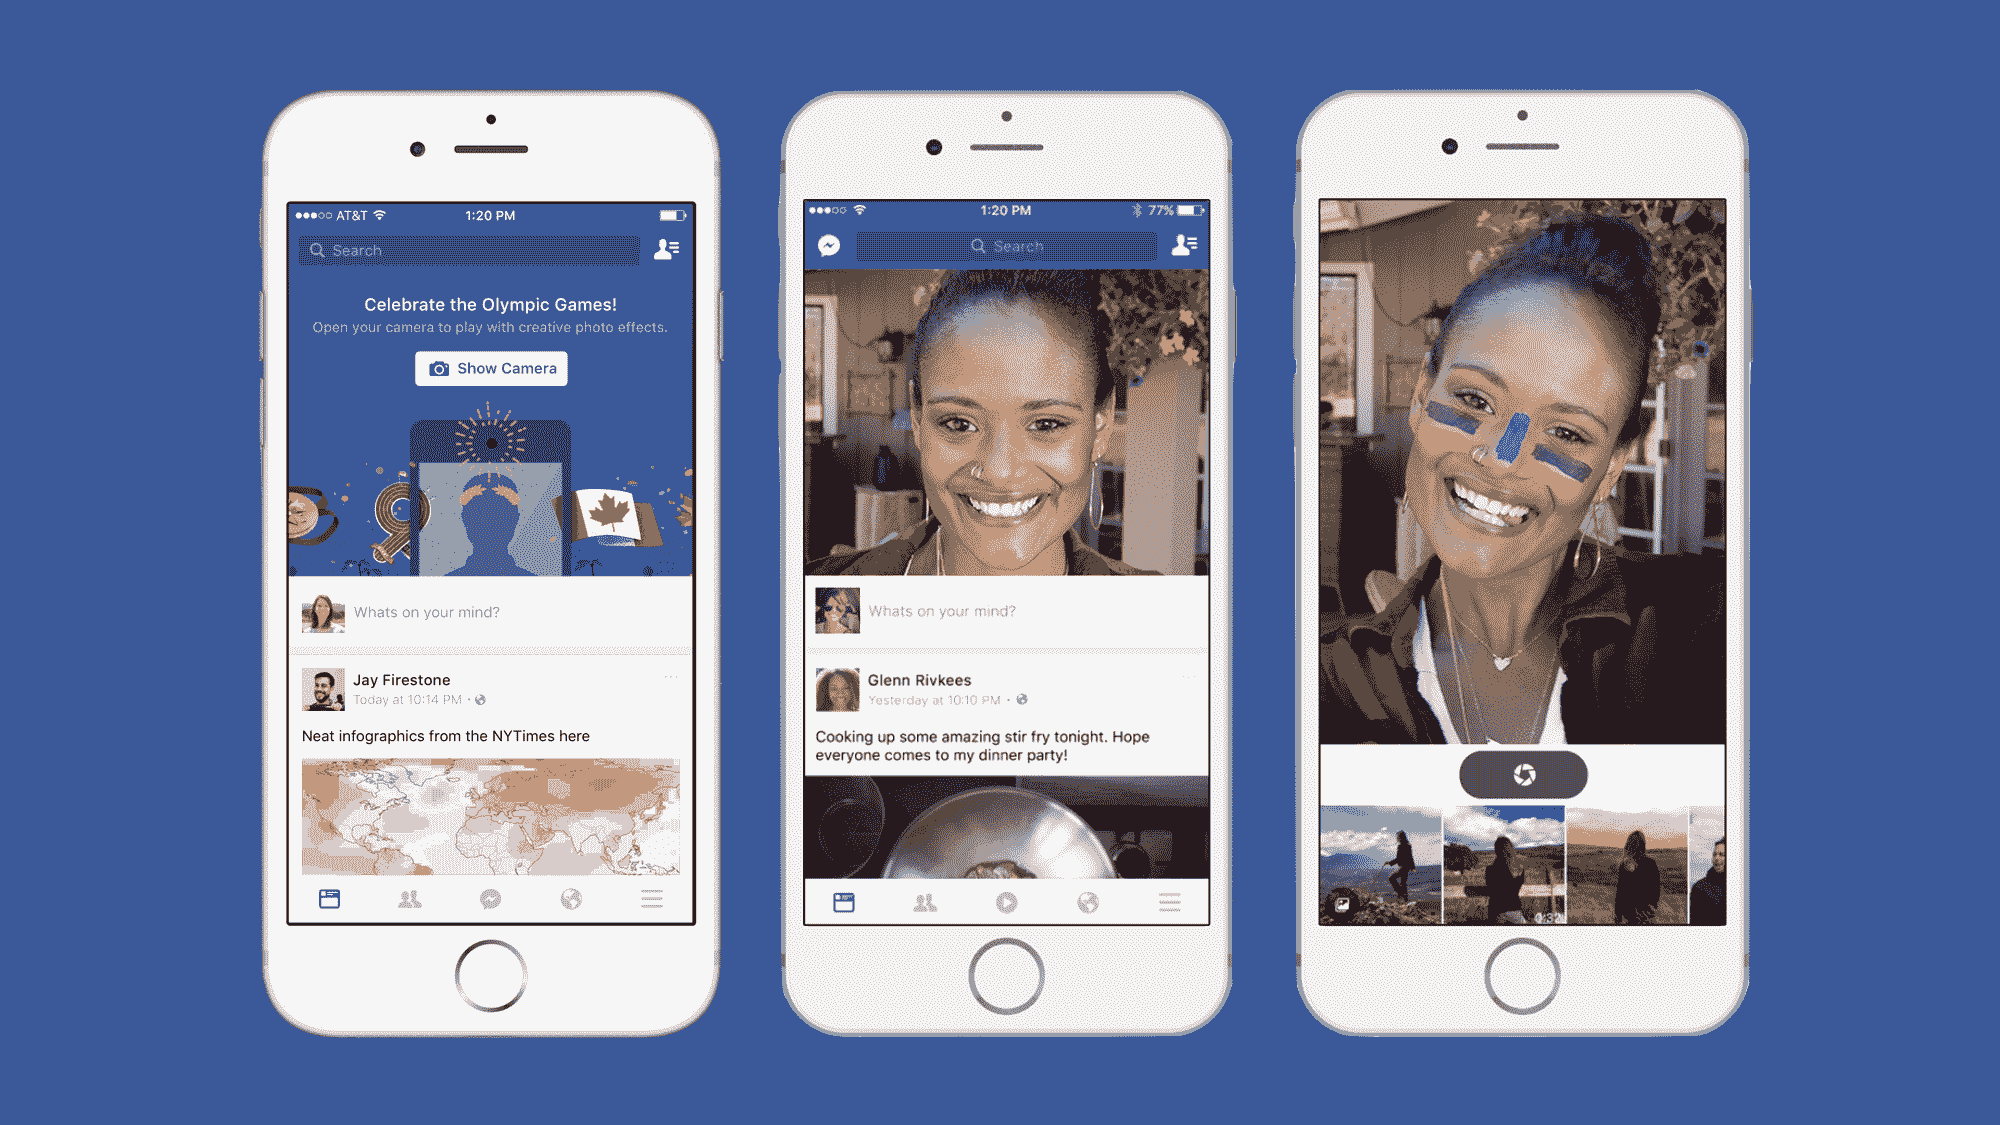 AT&T
1:20 PM
Search
Celebrate the Olympic Games!
Open your camera to play with creative photo effects.
Show Camera
Whats on your mind?
Jay Firestone
Today at 10:14 PM
Neat infographics from the NYTimes here
1:20 PM
77%
Search
Whats on your mind?
Glenn Rivkees
Yesterday at 10:10 PM
Cooking up some amazing stir fry tonight. Hope
everyone comes to my dinner party!
0:32